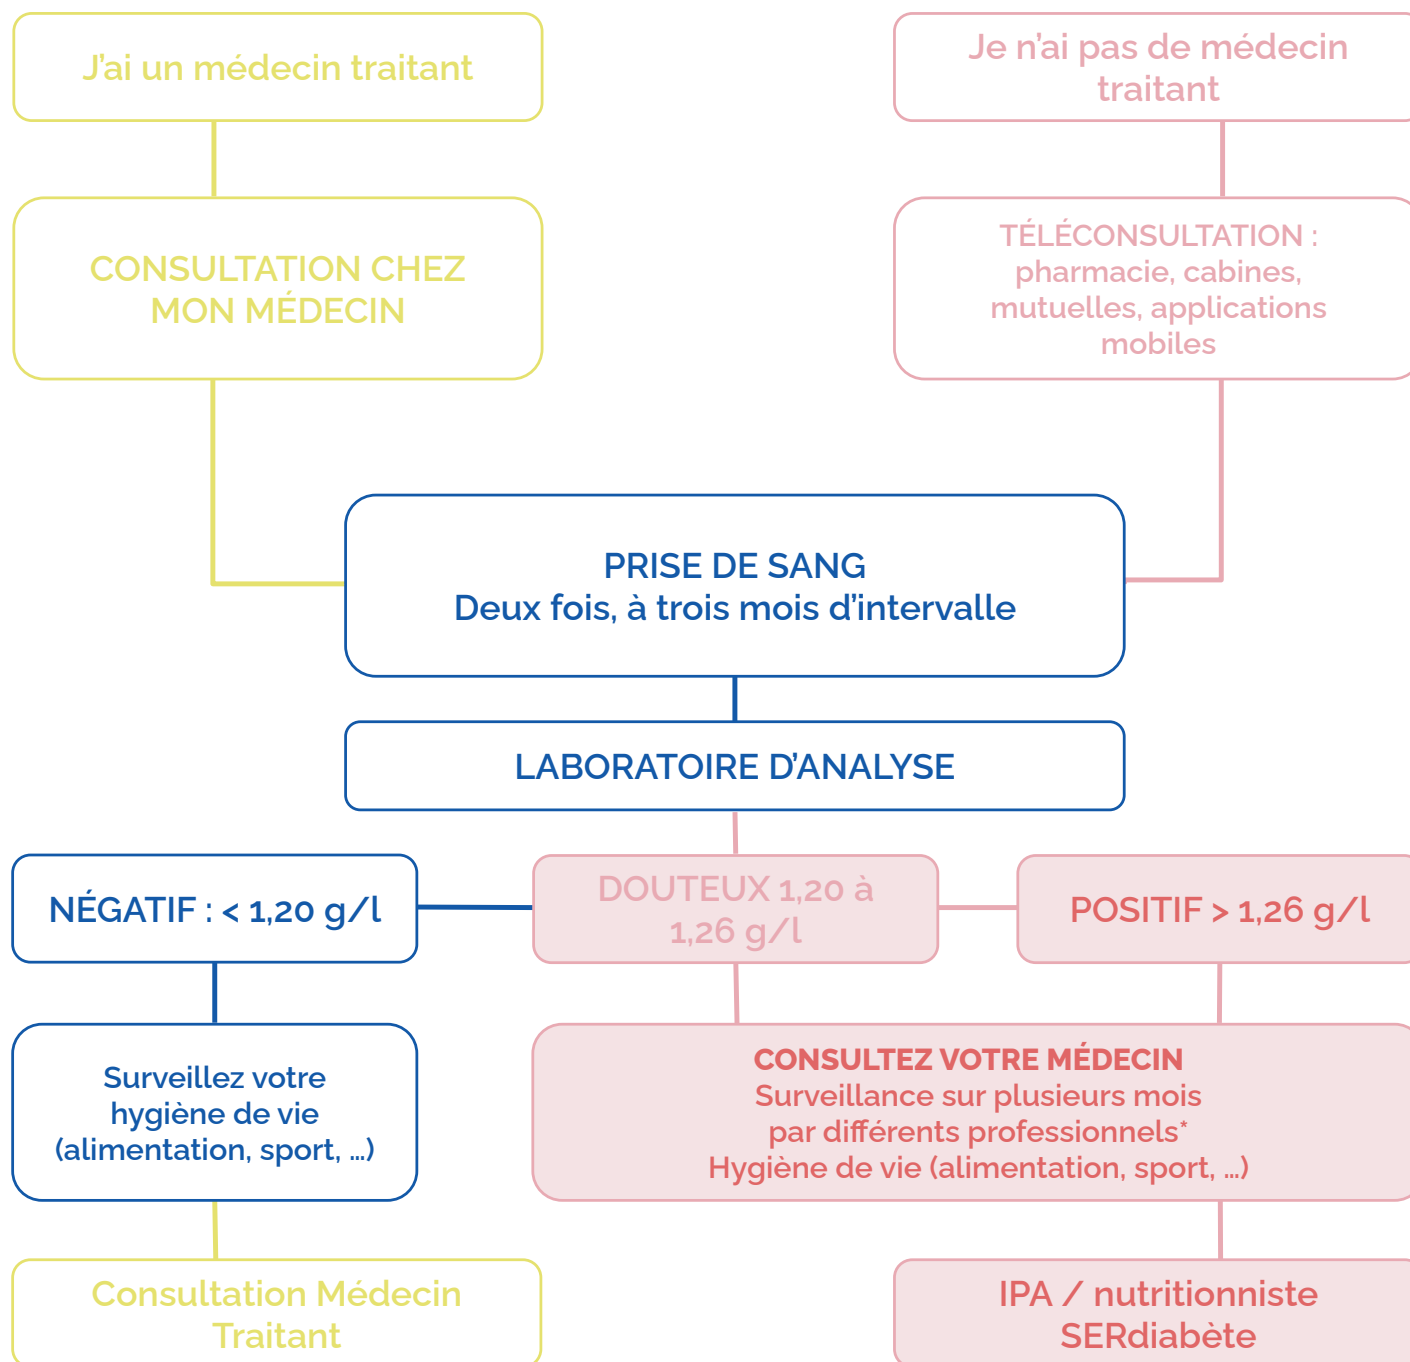 J'ai un médecin traitant
Je n'ai pas de médecin
traitant
CONSULTATION CHEZ
MON MÉDECIN
TÉLÉCONSULTATION :
pharmacie, cabines,
mutuelles, applications
mobiles
PRISE DE SANG
Deux fois, à trois mois d'intervalle
LABORATOIRE D'ANALYSE
NÉGATIF : < 1,20 g/l
DOUTEUX 1,20 à
1,26 g/l
POSITIF > 1,26 g/l
Surveillez votre
hygiène de vie
(alimentation, sport, ...)
CONSULTEZ VOTRE MÉDECIN
Surveillance sur plusieurs mois
par différents professionnels*
Hygiène de vie (alimentation, sport, ...)
Consultation Médecin
Traitant
IPA / nutritionniste
SERdiabète